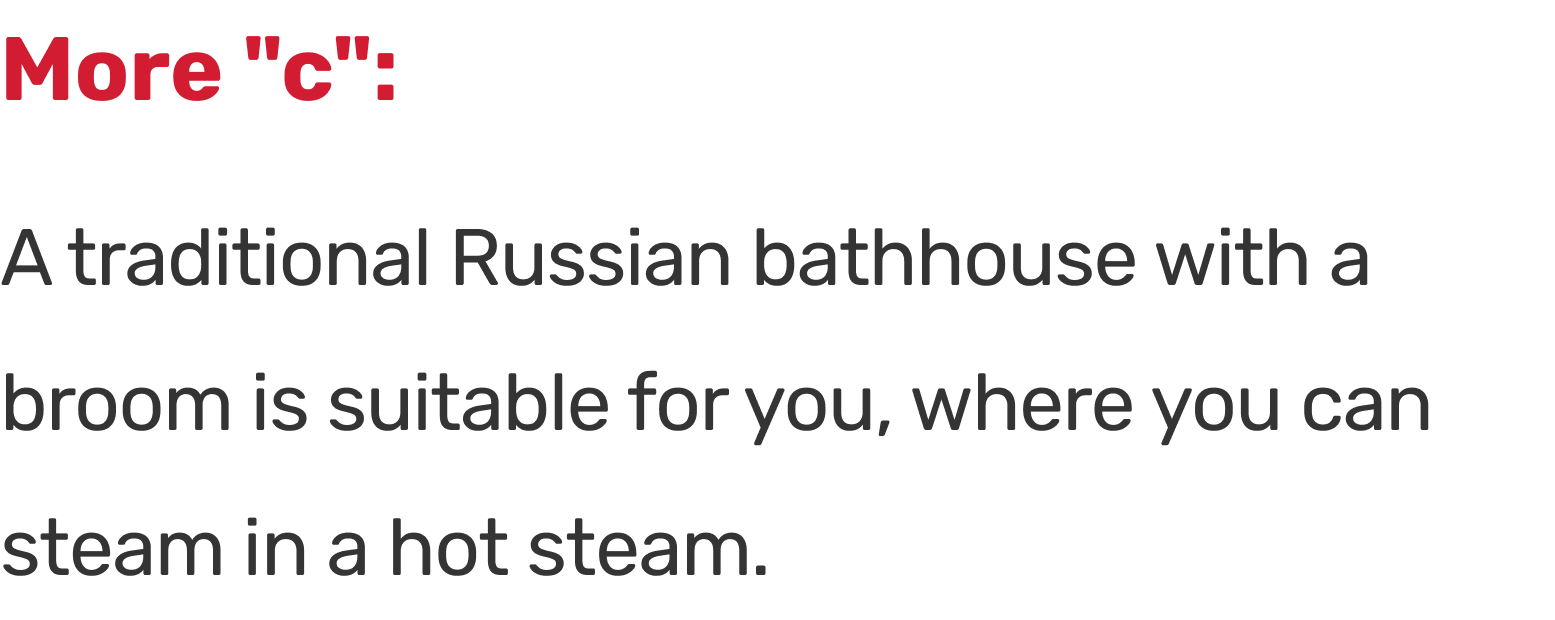 More "c":
A traditional Russian bathhouse with a
broom is suitable for you, where you can
steam in a hot steam.